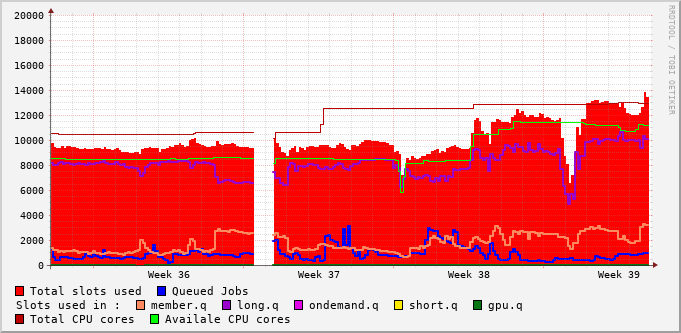 20000
18000
16000
14000
12000
10000
8000
6000
4000
2000
0
Week 36 Week 37 Week 38 Week 39
Total slots used Queued Jobs
Slots used in : member.q long.q ondemand.q short.q gpu.q
Total CPU cores Availale CPU cores
RRDTOOL / TOBI OETIKER